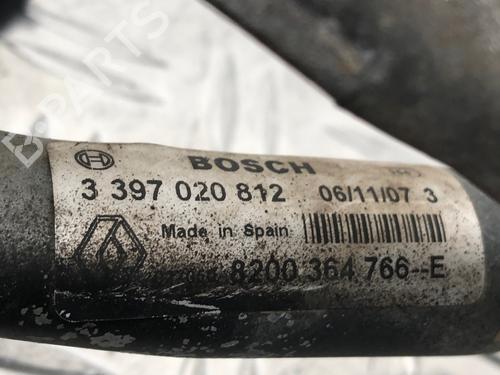 BOSCH
3 397 020 812 06/11/07 3
Made in Spain
8200 364 766--E